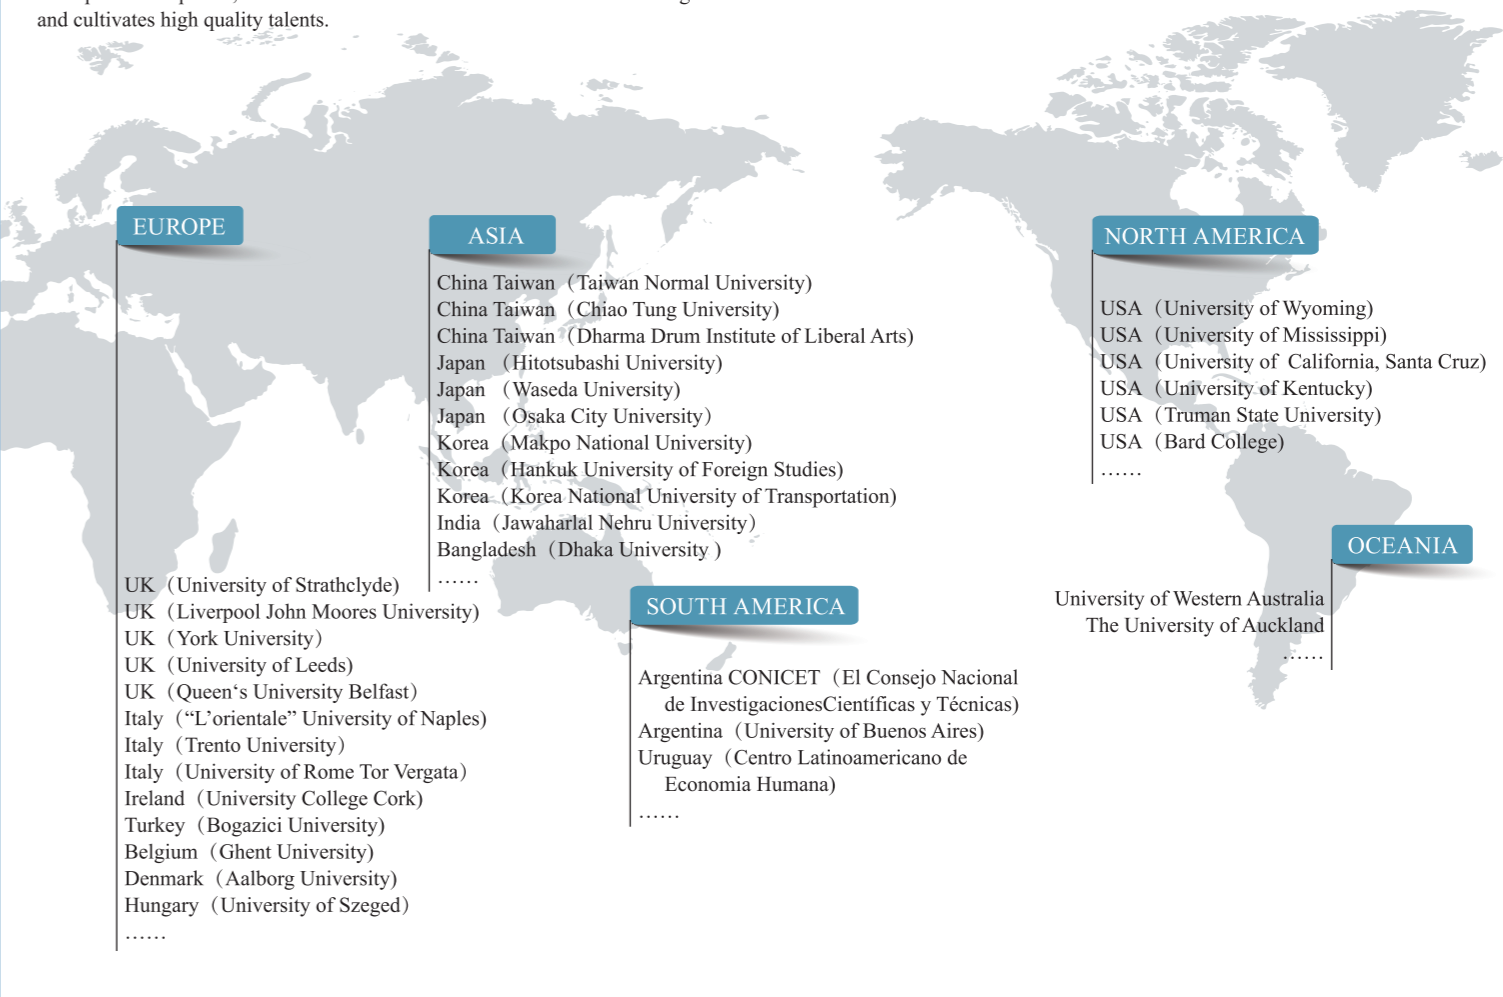 and cultivates high quality talents.
EUROPE
UK（University of Strathclyde)
UK（Liverpool John Moores University)
UK（York University）
UK（University of Leeds)
UK（Queen‘s University Belfast）
Italy（“L’orientale” University of Naples)
Italy（Trento University）
Italy（University of Rome Tor Vergata）
Ireland（University College Cork)
Turkey（Bogazici University)
Belgium（Ghent University)
Denmark（Aalborg University)
Hungary（University of Szeged）
……
ASIA
China Taiwan（Taiwan Normal University)
China Taiwan（Chiao Tung University)
China Taiwan（Dharma Drum Institute of Liberal Arts)
Japan （Hitotsubashi University)
Japan （Waseda University)
Japan （Osaka City University）
Korea（Makpo National University)
Korea（Hankuk University of Foreign Studies)
Korea（Korea National University of Transportation)
India（Jawaharlal Nehru University）
Bangladesh（Dhaka University )
……
SOUTH AMERICA
Argentina CONICET（El Consejo Nacional
de InvestigacionesCientíficas y Técnicas)
Argentina（University of Buenos Aires)
Uruguay（Centro Latinoamericano de
Economia Humana)
……
NORTH AMERICA
USA（University of Wyoming)
USA（University of Mississippi)
USA（University of California, Santa Cruz)
USA（University of Kentucky)
USA（Truman State University)
USA（Bard College)
……
OCEANIA
University of Western Australia
The University of Auckland
……